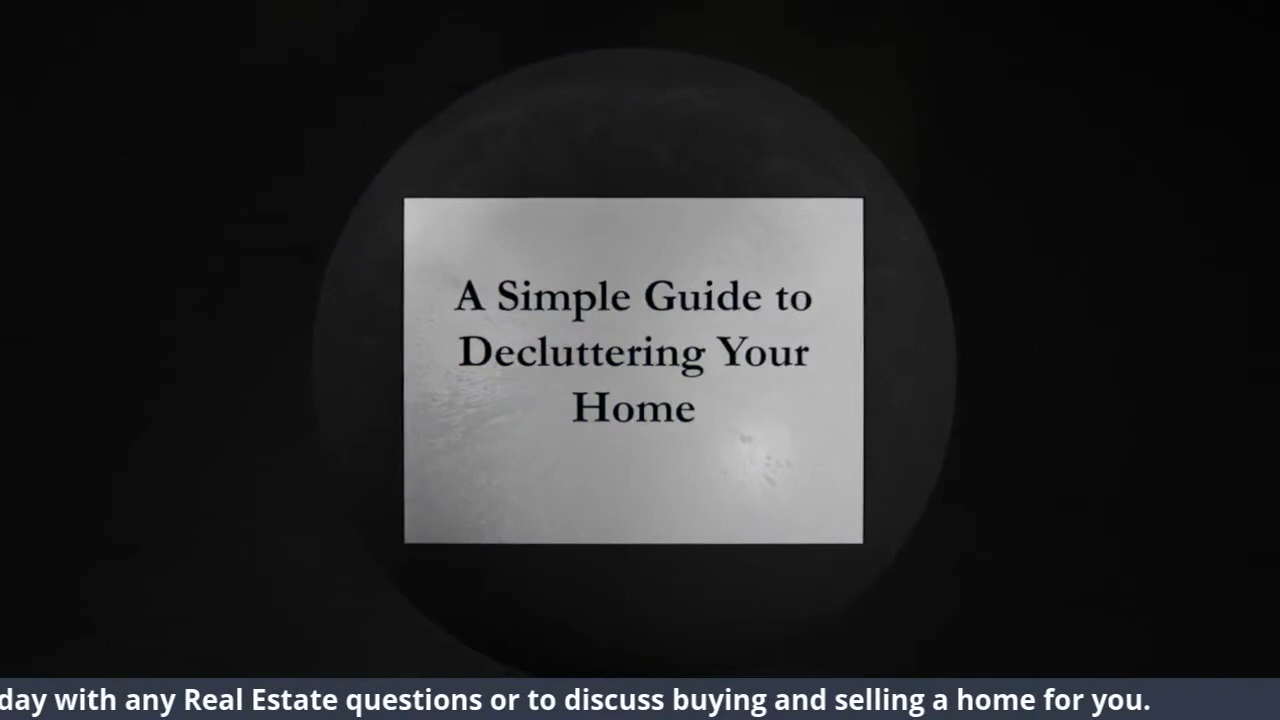 A Simple Guide to
Decluttering Your
Home
day with any Real Estate questions or to discuss buying and selling a home for you.